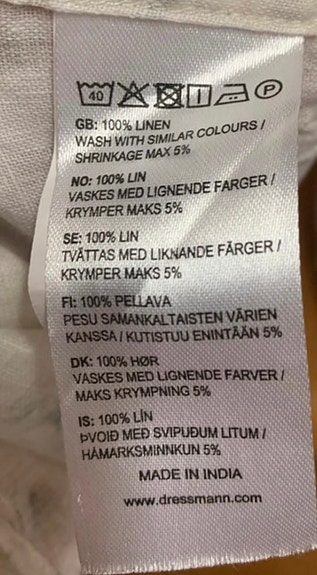 40 P
GB: 100% LINEN
WASH WITH SIMILAR COLOURS /
SHRINKAGE MAX 5%
NO: 100% LIN
VASKES MED LIGNENDE FARGER /
KRYMPER MAKS 5%
SE: 100% LIN
TVÄTTAS MED LIKNANDE FÄRGER /
KRYMPER MAKS 5%
FI: 100% PELLAVA
PESU SAMANKALTAISTEN VÄRIEN
KANSSA / KUTISTUU ENINTÄÄN 5%
DK: 100% HØR
VASKES MED LIGNENDE FARVER /
MAKS KRYMPNING 5%
IS: 100% LÍN
ÞVOIÐ MEÐ SVIPUÐUM LITUM /
HÁMARKSMINNKUN 5%
MADE IN INDIA
www.dressmann.com